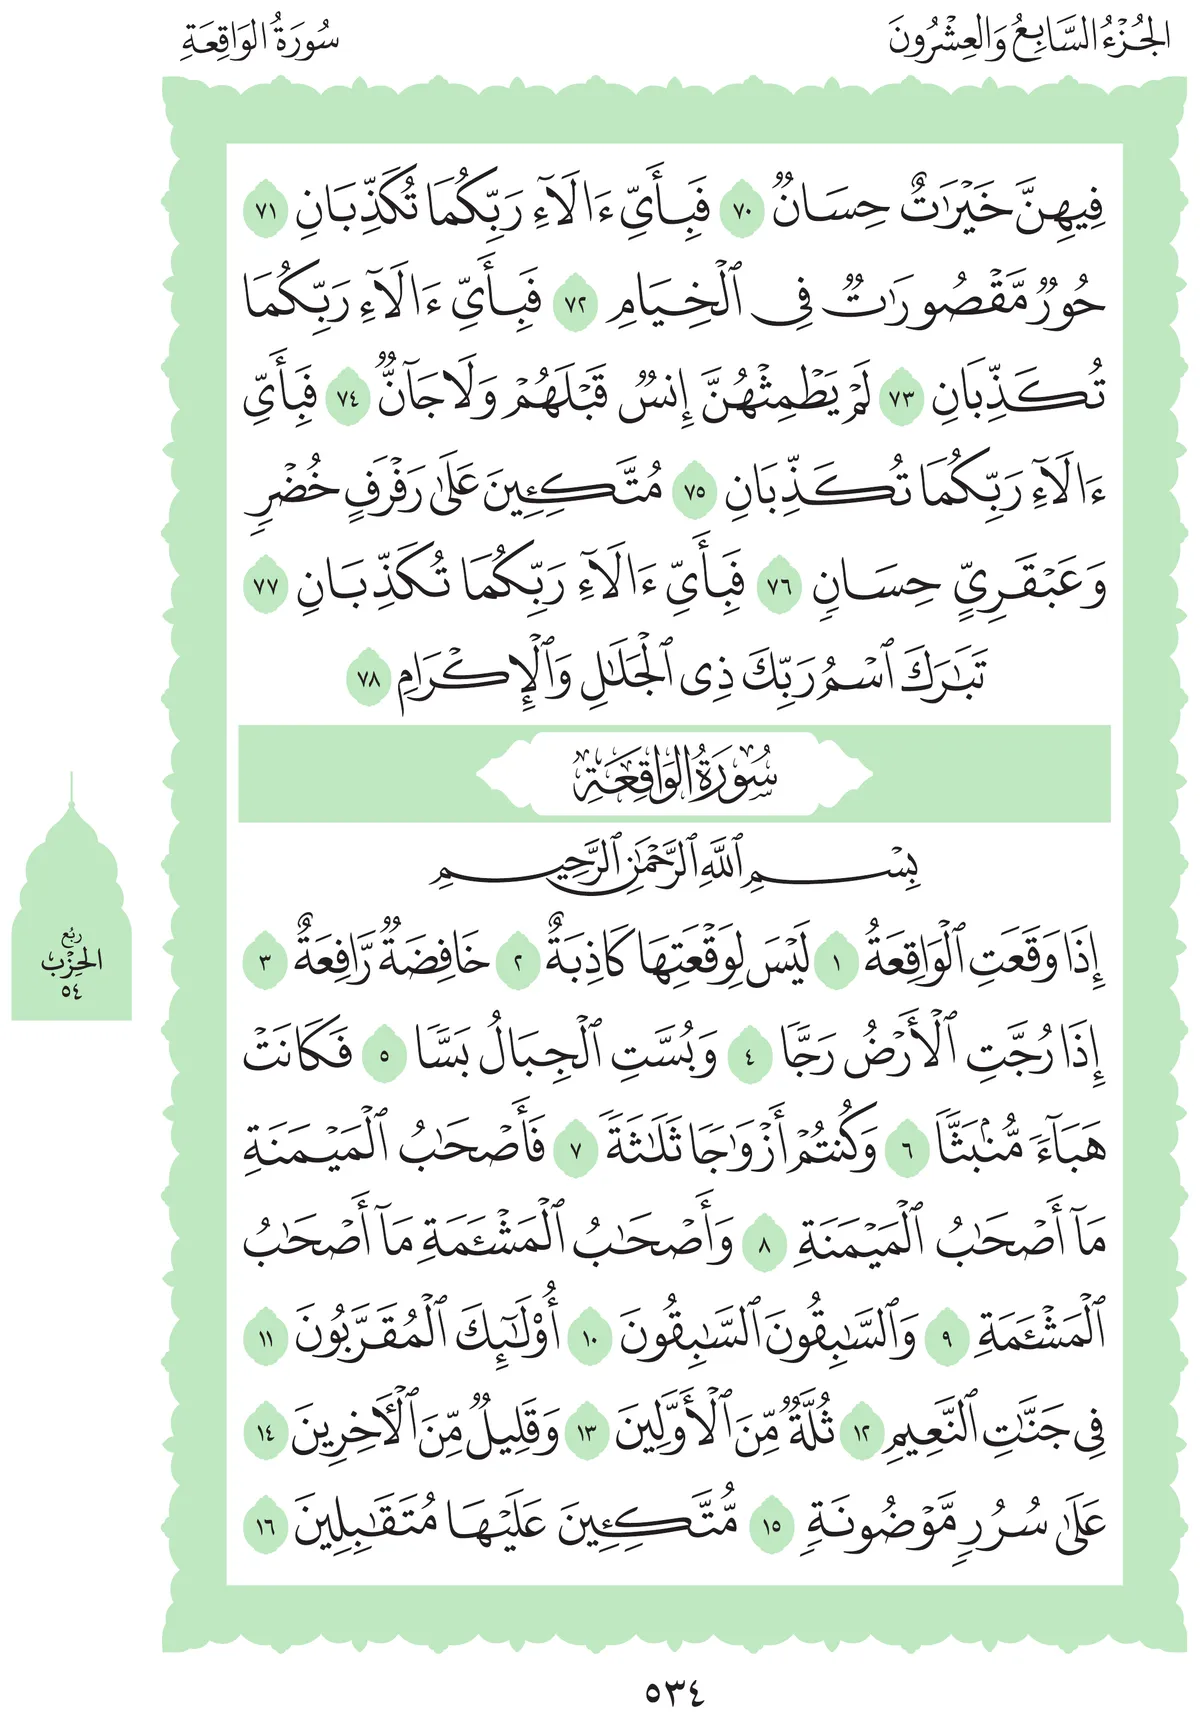 الجُزْءُ السَّابِعُ وَالعِشْرُونَ
سُورَةُ الوَاقِعَةِ
فِيهِنَّ خَيْرَٰتٌ حِسَانٌ ٧٠ فَبِأَيِّ ءَالَآءِ رَبِّكُمَا تُكَذِّبَانِ ٧١
حُورٌ مَّقْصُورَٰتٌ فِى ٱلْخِيَامِ ٧٢ فَبِأَيِّ ءَالَآءِ رَبِّكُمَا
تُكَذِّبَانِ ٧٣ لَمْ يَطْمِثْهُنَّ إِنسٌ قَبْلَهُمْ وَلَا جَآنٌّ ٧٤ فَبِأَيِّ
ءَالَآءِ رَبِّكُمَا تُكَذِّبَانِ ٧٥ مُتَّكِـِٔينَ عَلَىٰ رَفْرَفٍ خُضْرٍ
وَعَبْقَرِيٍّ حِسَانٍ ٧٦ فَبِأَيِّ ءَالَآءِ رَبِّكُمَا تُكَذِّبَانِ ٧٧
تَبَٰرَكَ ٱسْمُ رَبِّكَ ذِى ٱلْجَلَٰلِ وَٱلْإِكْرَامِ ٧٨
سُورَةُ الوَاقِعَةِ
بِسْمِ ٱللَّهِ ٱلرَّحْمَٰنِ ٱلرَّحِيمِ
إِذَا وَقَعَتِ ٱلْوَاقِعَةُ ١ لَيْسَ لِوَقْعَتِهَا كَاذِبَةٌ ٢ خَافِضَةٌ رَّافِعَةٌ ٣
إِذَا رُجَّتِ ٱلْأَرْضُ رَجًّا ٤ وَبُسَّتِ ٱلْجِبَالُ بَسًّا ٥ فَكَانَتْ
هَبَآءً مُّنۢبَثًّا ٦ وَكُنتُمْ أَزْوَٰجًا ثَلَٰثَةً ٧ فَأَصْحَٰبُ ٱلْمَيْمَنَةِ
مَآ أَصْحَٰبُ ٱلْمَيْمَنَةِ ٨ وَأَصْحَٰبُ ٱلْمَشْـَٔمَةِ مَآ أَصْحَٰبُ
ٱلْمَشْـَٔمَةِ ٩ وَٱلسَّٰبِقُونَ ٱلسَّٰبِقُونَ ١٠ أُو۟لَٰٓئِكَ ٱلْمُقَرَّبُونَ ١١
فِى جَنَّٰتِ ٱلنَّعِيمِ ١٢ ثُلَّةٌ مِّنَ ٱلْأَوَّلِينَ ١٣ وَقَلِيلٌ مِّنَ ٱلْـَٔاخِرِينَ ١٤
عَلَىٰ سُرُرٍ مَّوْضُونَةٍ ١٥ مُّتَّكِـِٔينَ عَلَيْهَا مُتَقَٰبِلِينَ ١٦
رُبُع
الحِزْب
٥٤
٥٣٤